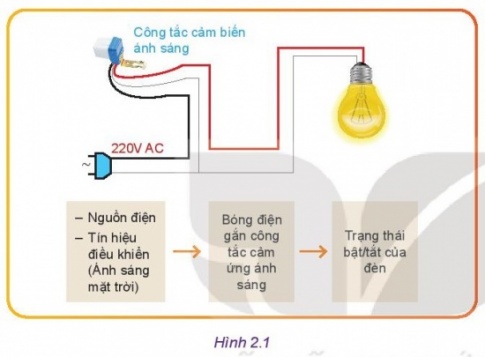 Công tắc cảm biến
ánh sáng
220V AC
~
– Nguồn điện
– Tín hiệu
điều khiển
(Ánh sáng
mặt trời)
Bóng điện
gắn công
tắc cảm
ứng ánh
sáng
Trạng thái
bật/tắt của
đèn
Hình 2.1